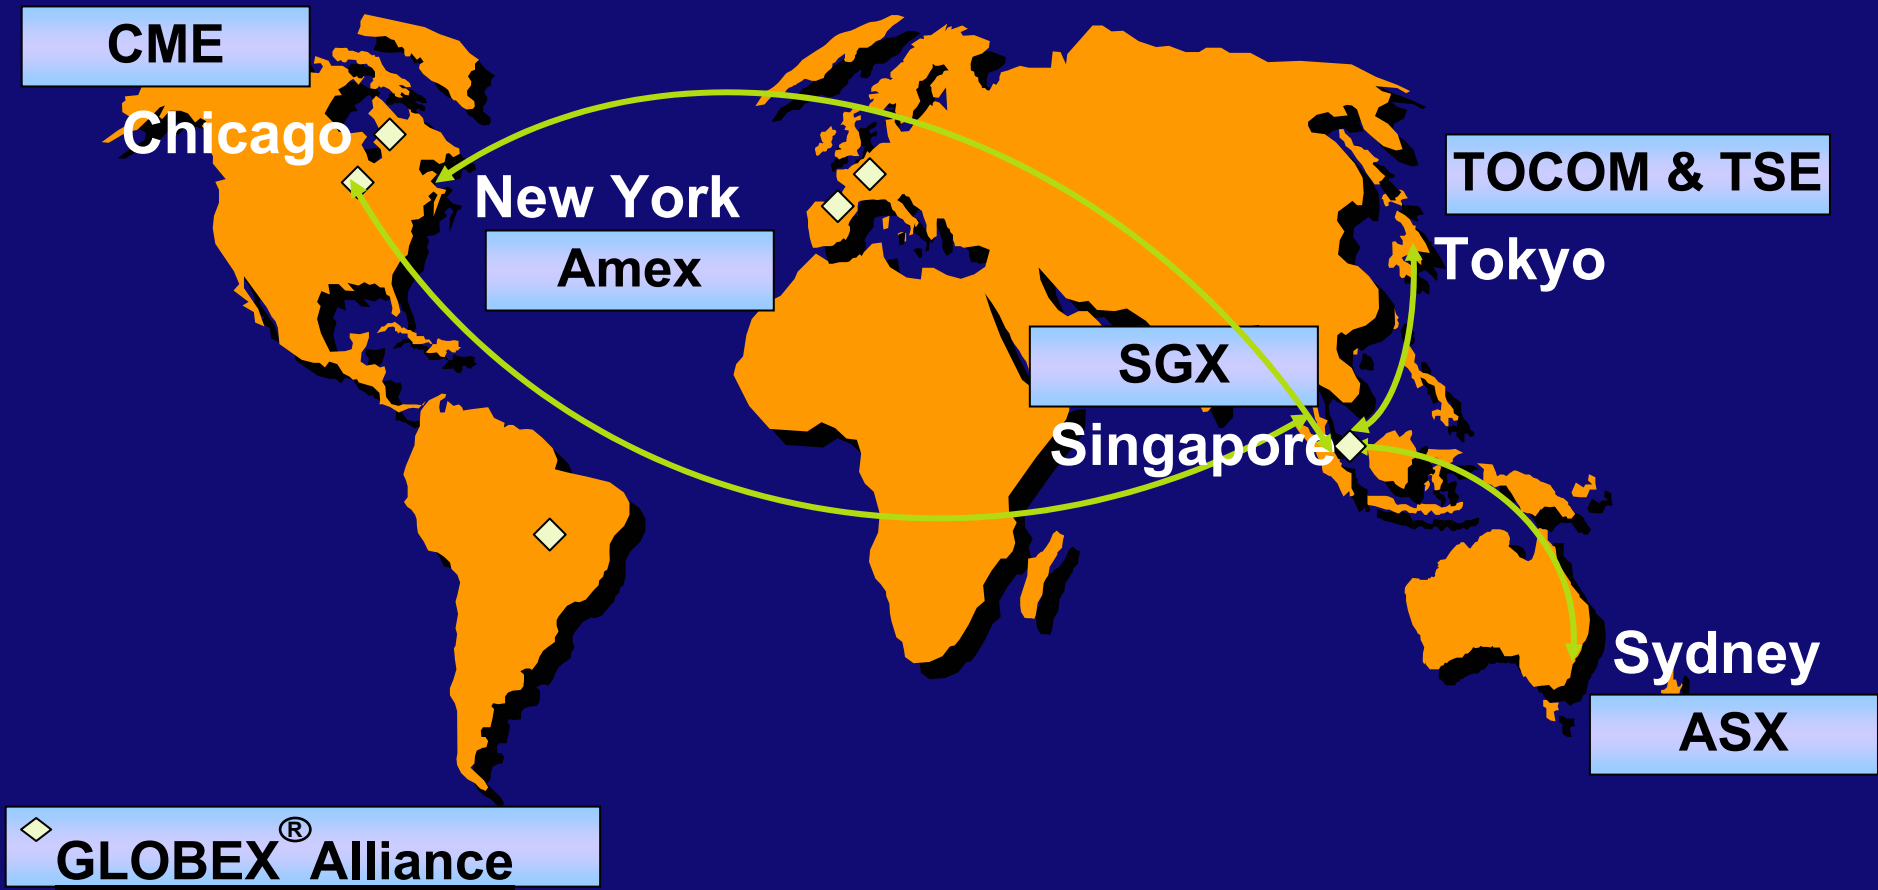 CME
Chicago
New York
Amex
TOCOM & TSE
Tokyo
SGX
Singapore
Sydney
ASX
GLOBEX® Alliance